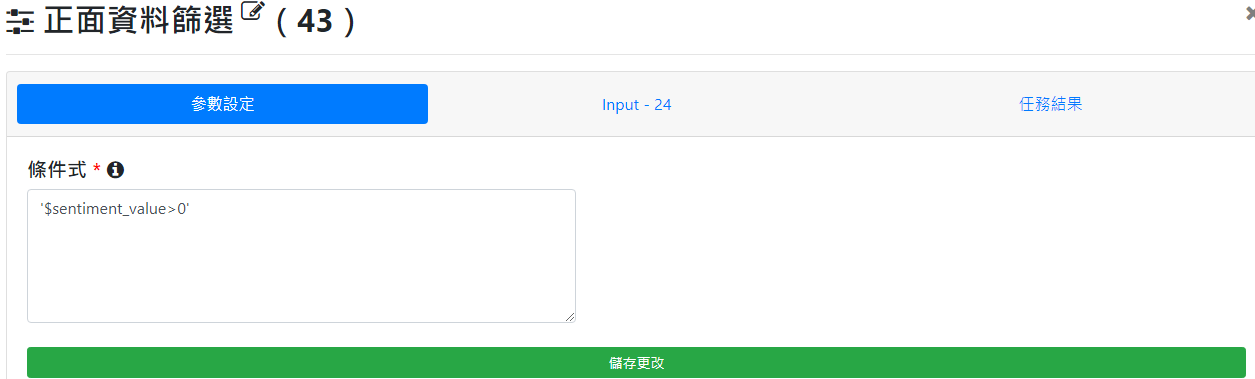 正面資料篩選 ( 43 )
參數設定
Input - 24
任務結果
條件式 *
'$sentiment_value>0'
儲存更改